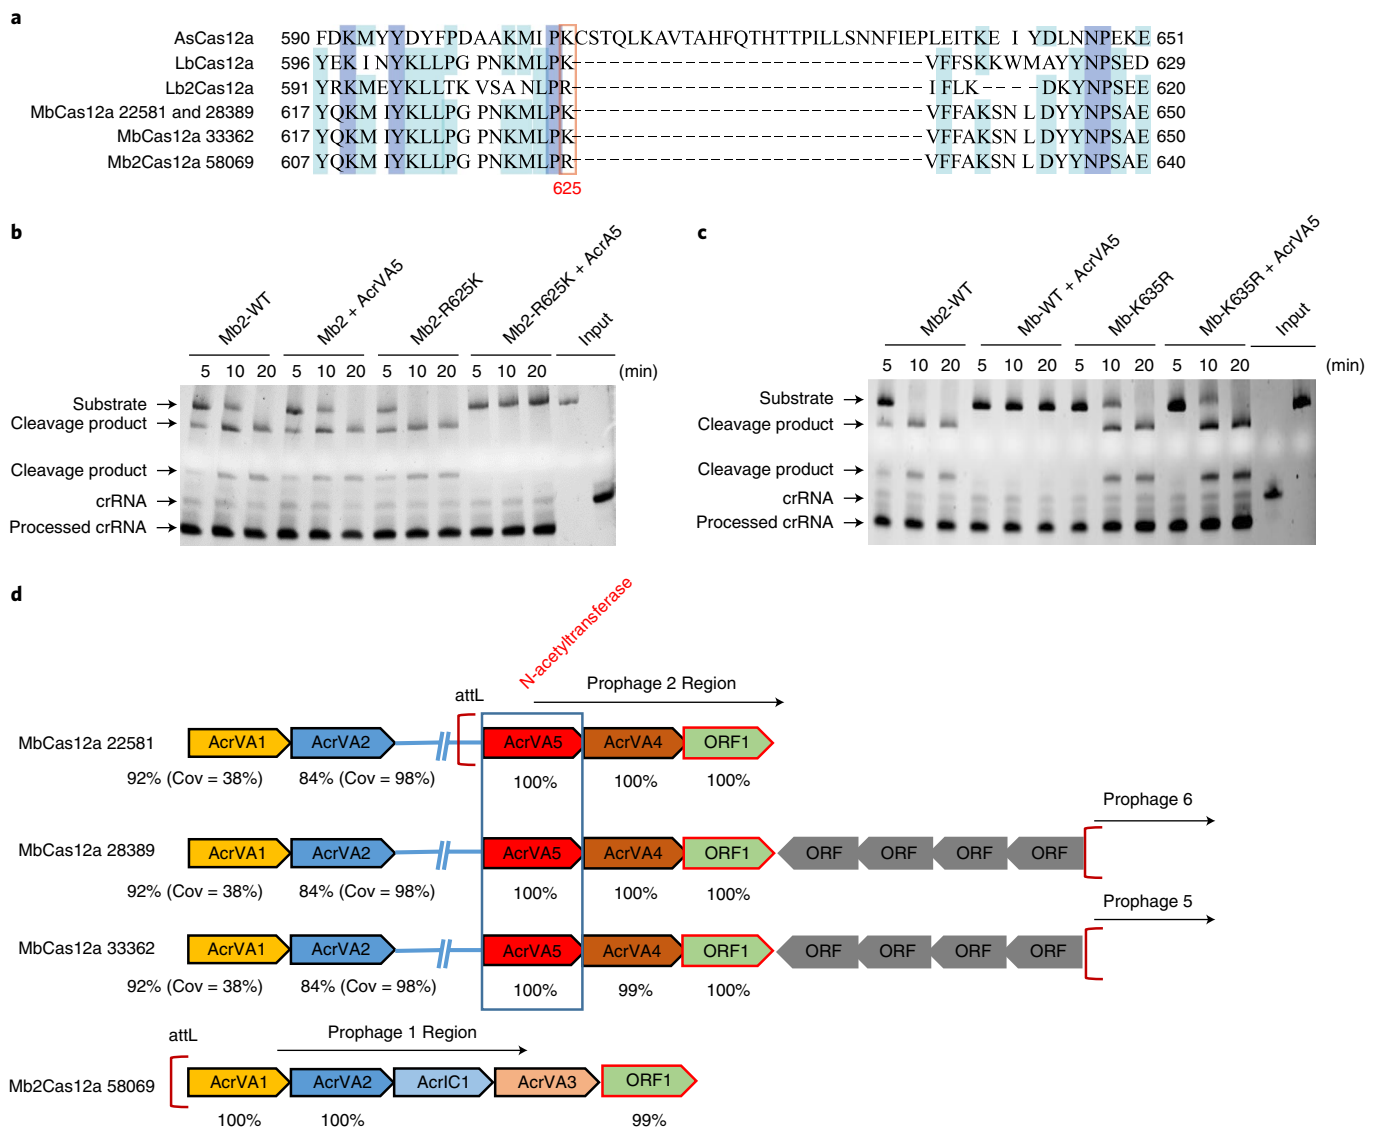 a
AsCas12a 590 FDKMYYDYFPDAAKMIPKCSTQLKAVTAHFQTHTTPILLSNNFIEPLEITKE I YDLNNPEKE 651
LbCas12a 596 YEK I NYKLLPG PNKMLPK----------------------------VFFSKKWMAYYNPSED 629
Lb2Cas12a 591 YRKMEYKLLTK VSA NLPR----------------------------I FLK- - - - DKYNPSEE 620
MbCas12a 22581 and 28389 617 YQKM IYKLLPG PNKMLPK----------------------------VFFAKSN L DYYNPSAE 650
MbCas12a 33362 617 YQKM IYKLLPG PNKMLPK----------------------------VFFAKSN L DYYNPSAE 650
Mb2Cas12a 58069 607 YQKM IYKLLPG PNKMLPR----------------------------VFFAKSN L DYYNPSAE 640
625
b
Mb2-WT
Mb2 + AcrVA5
Mb2-R625K
Mb2-R625K + AcrA5
Input
5 10 20 5 10 20 5 10 20 5 10 20 (min)
Substrate
Cleavage product
Cleavage product
crRNA
Processed crRNA
c
Mb2-WT
Mb-WT + AcrVA5
Mb-K635R
Mb-K635R + AcrVA5
Input
5 10 20 5 10 20 5 10 20 5 10 20 (min)
Substrate
Cleavage product
Cleavage product
crRNA
Processed crRNA
d
N-acetyltransferase
attL
Prophage 2 Region
MbCas12a 22581 AcrVA1 AcrVA2 AcrVA5 AcrVA4 ORF1
92% (Cov = 38%) 84% (Cov = 98%) 100% 100% 100%
Prophage 6
MbCas12a 28389 AcrVA1 AcrVA2 AcrVA5 AcrVA4 ORF1 ORF ORF ORF ORF
92% (Cov = 38%) 84% (Cov = 98%) 100% 100% 100%
Prophage 5
MbCas12a 33362 AcrVA1 AcrVA2 AcrVA5 AcrVA4 ORF1 ORF ORF ORF ORF
92% (Cov = 38%) 84% (Cov = 98%) 100% 99% 100%
attL
Prophage 1 Region
Mb2Cas12a 58069 AcrVA1 AcrVA2 AcrIC1 AcrVA3 ORF1
100% 100% 99%